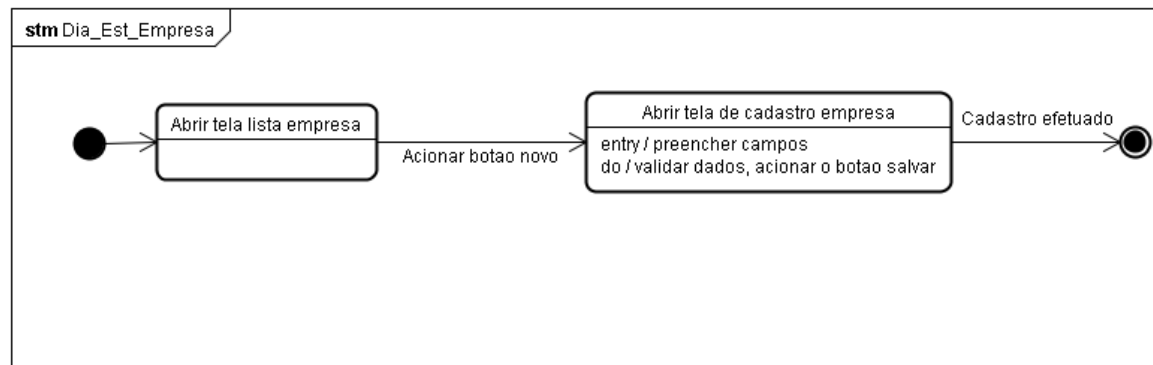 stm Dia_Est_Empresa
Abrir tela lista empresa
Acionar botao novo
Abrir tela de cadastro empresa
entry / preencher campos
do / validar dados, acionar o botao salvar
Cadastro efetuado